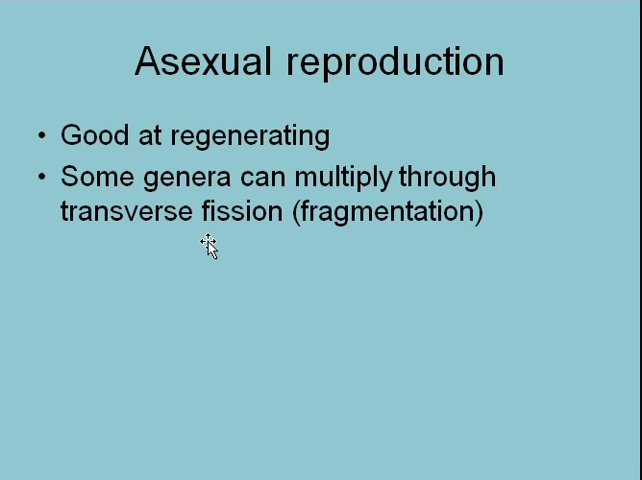 Asexual reproduction
• Good at regenerating
• Some genera can multiply through
transverse fission (fragmentation)